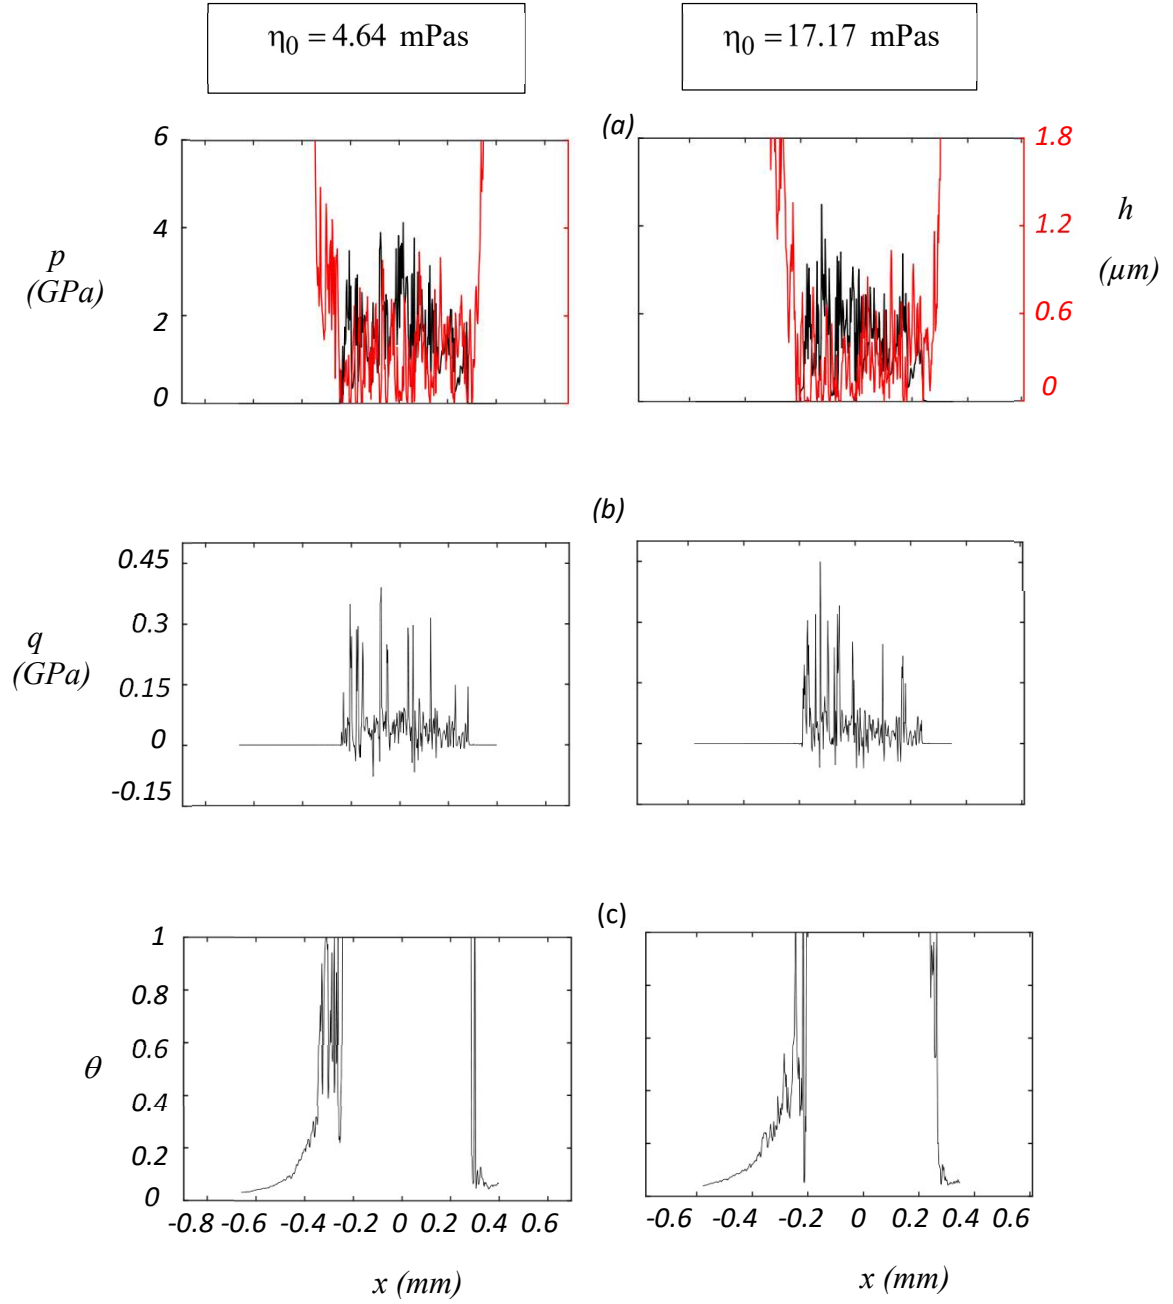 η0 = 4.64 mPas
η0 = 17.17 mPas
(a)
6
4
2
0
p
(GPa)
1.8
1.2
0.6
0
h
(µm)
(b)
0.45
0.3
0.15
0
-0.15
q
(GPa)
(c)
1
0.8
0.6
0.4
0.2
0
θ
-0.8 -0.6 -0.4 -0.2 0 0.2 0.4 0.6
-0.6 -0.4 -0.2 0 0.2 0.4 0.6
x (mm)
x (mm)